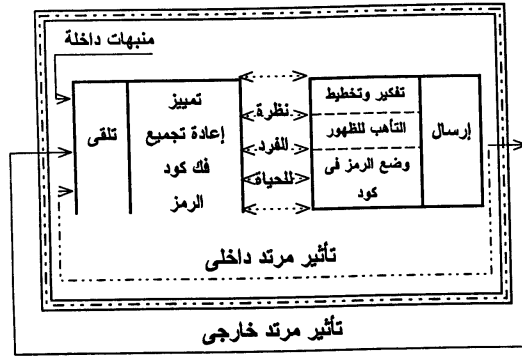 منبهات داخلة
تلقى
تمييز
إعادة تجميع
فك كود
الرمز
نظرة
للفرد
للحياة
تفكير وتخطيط
التأهب للظهور
وضع الرمز فى
كود
إرسال
تأثير مرتد داخلى
تأثير مرتد خارجى